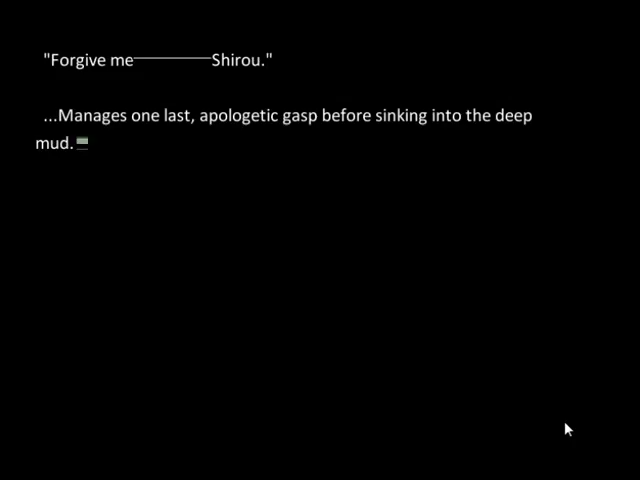 "Forgive me―――――Shirou."
...Manages one last, apologetic gasp before sinking into the deep
mud.